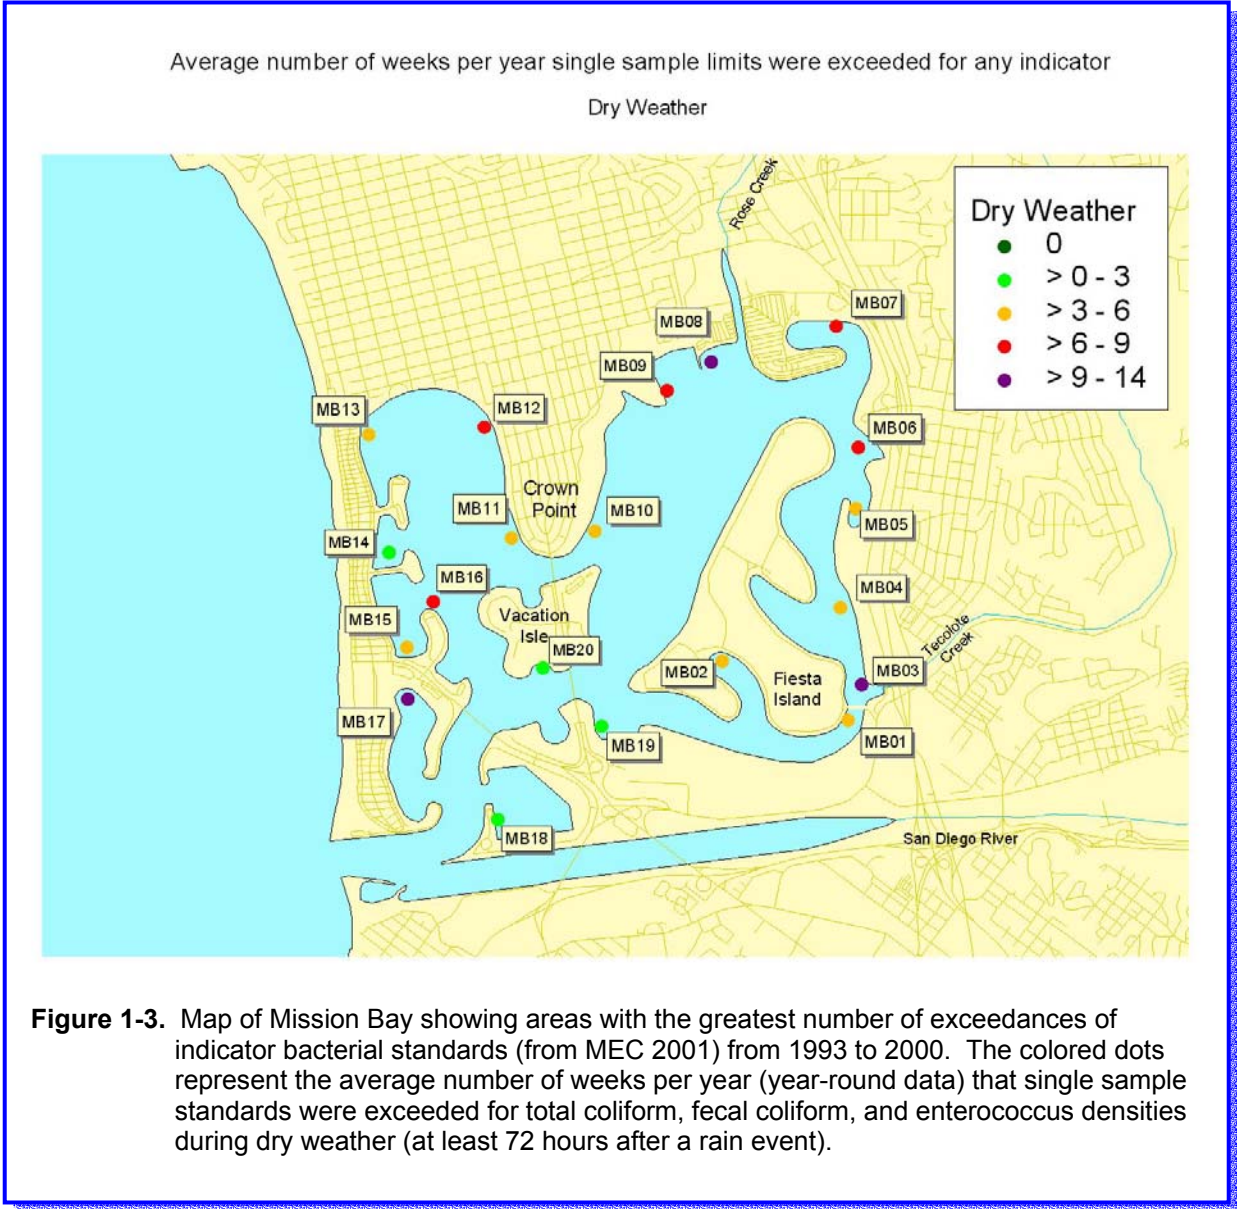 Average number of weeks per year single sample limits were exceeded for any indicator
Dry Weather
Rose Creek
Dry Weather
0
> 0 - 3
> 3 - 6
> 6 - 9
> 9 - 14
MB07
MB08
MB09
MB13
MB12
MB06
Crown
Point
MB11
MB10
MB05
MB14
MB16
MB04
Vacation
Isle
MB15
Tecolote
Creek
MB20
MB02
MB03
Fiesta
Island
MB17
MB19
MB01
MB18
San Diego River
Figure 1-3. Map of Mission Bay showing areas with the greatest number of exceedances of
indicator bacterial standards (from MEC 2001) from 1993 to 2000. The colored dots
represent the average number of weeks per year (year-round data) that single sample
standards were exceeded for total coliform, fecal coliform, and enterococcus densities
during dry weather (at least 72 hours after a rain event).